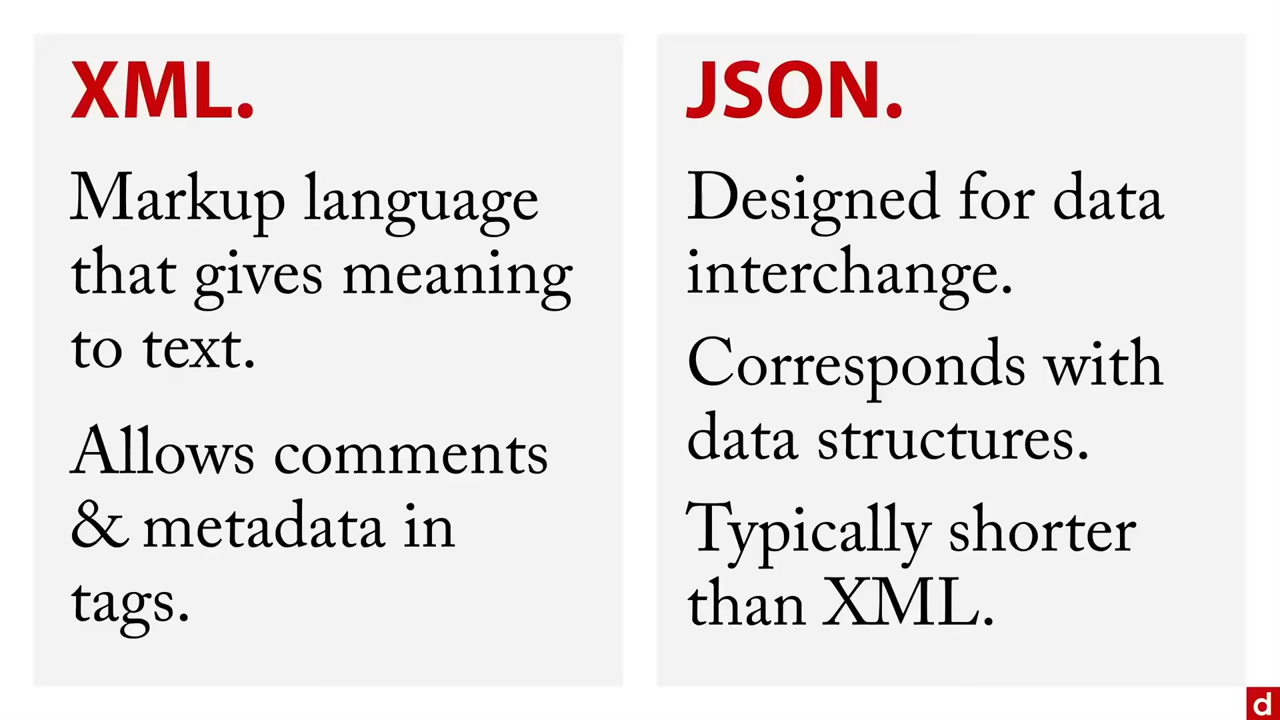 XML.
Markup language
that gives meaning
to text.
Allows comments
& metadata in
tags.
JSON.
Designed for data
interchange.
Corresponds with
data structures.
Typically shorter
than XML.
d